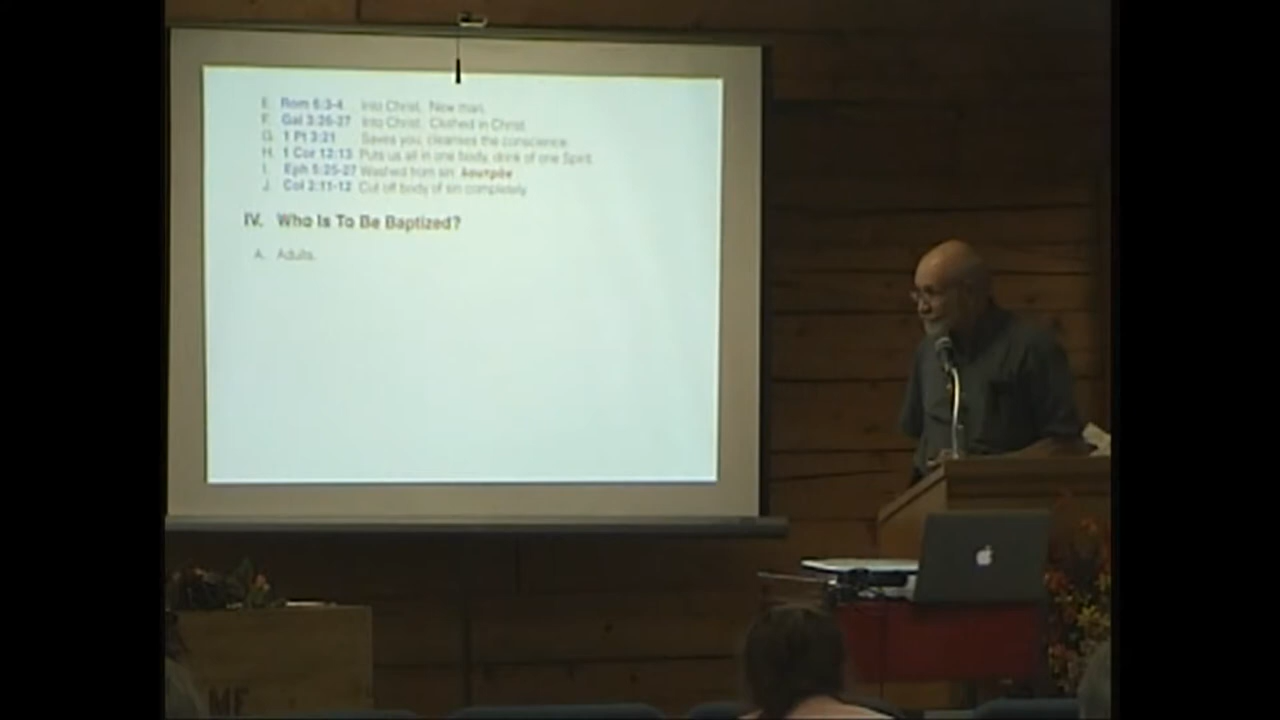 E. Rom 6:3-4 Into Christ. New man.
F. Gal 3:26-27 Into Christ. Clothed in Christ.
G. 1 Pt 3:21 Saves you, cleanses the conscience.
H. 1 Cor 12:13 Puts us all in one body, drink of one Spirit.
I. Eph 5:25-27 Washed from sin
J. Col 2:11-12 Cut off body of sin completely.
IV. Who Is To Be Baptized?
A. Adults.
ME